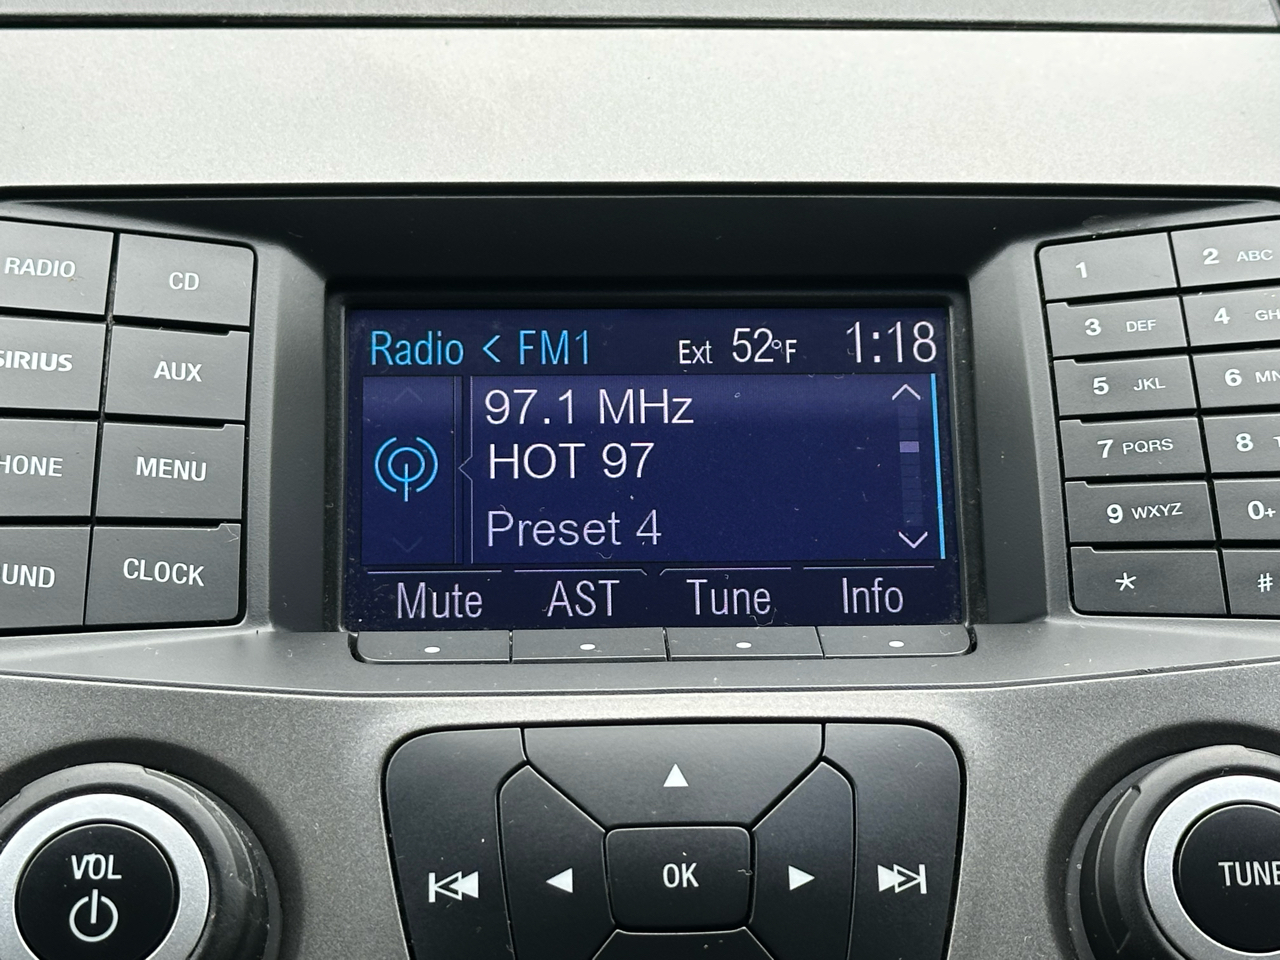 Radio < FM1 Ext 52°F 1:18
97.1 MHz
HOT 97
Preset 4
Mute AST Tune Info
RADIO CD
SIRIUS AUX
HONE MENU
UND CLOCK
1 2 ABC
3 DEF 4 GH
5 JKL 6 MN
7 PQRS 8 T
9 WXYZ 0+
* #
VOL
OK
TUNE